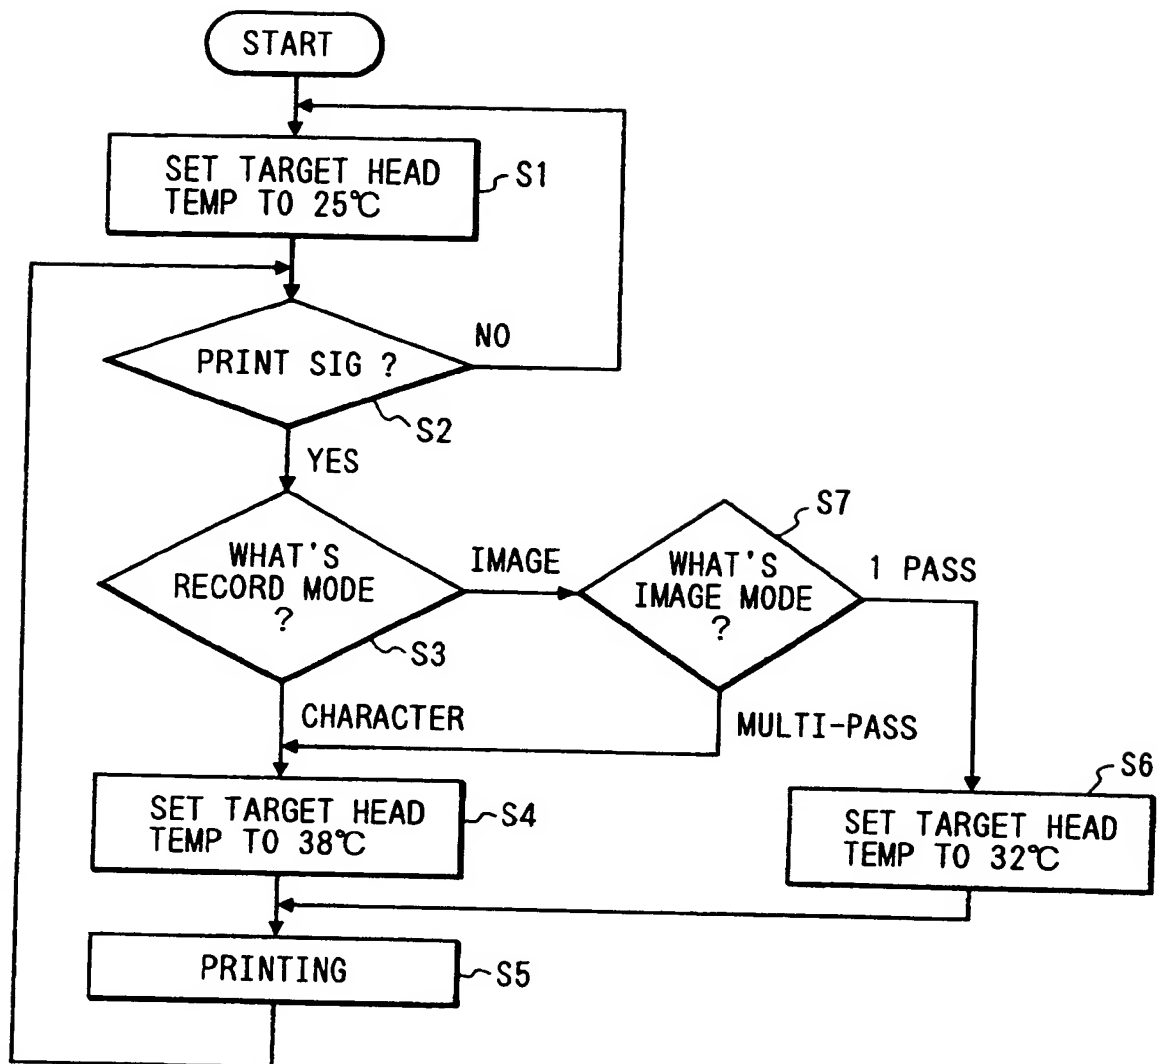 START
SET TARGET HEAD
TEMP TO 25℃
S1
PRINT SIG ?
NO
S2
YES
WHAT'S
RECORD MODE
?
S3
IMAGE
WHAT'S
IMAGE MODE
?
S7
1 PASS
CHARACTER
MULTI-PASS
SET TARGET HEAD
TEMP TO 38℃
S4
SET TARGET HEAD
TEMP TO 32℃
S6
PRINTING
S5